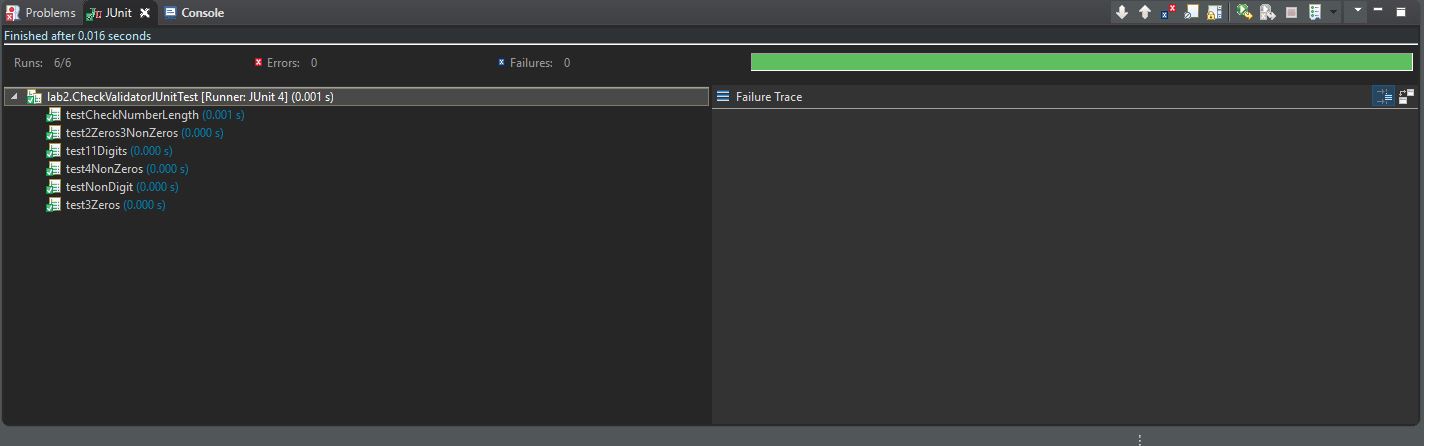 Problems JUnit Console
Finished after 0.016 seconds
Runs: 6/6 Errors: 0 Failures: 0
lab2.CheckValidatorJUnitTest [Runner: JUnit 4] (0.001 s)
Failure Trace
testCheckNumberLength (0.001 s)
test2Zeros3NonZeros (0.000 s)
test11Digits (0.000 s)
test4NonZeros (0.000 s)
testNonDigit (0.000 s)
test3Zeros (0.000 s)